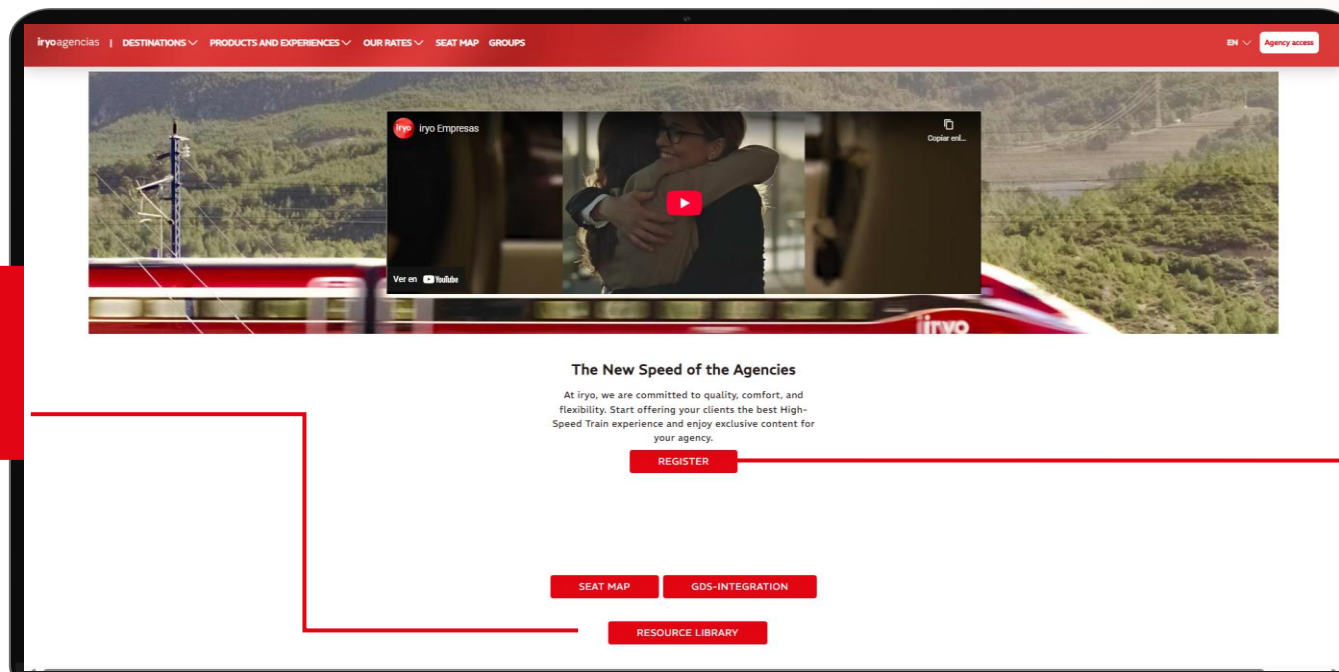 iryoagencias | DESTINATIONS PRODUCTS AND EXPERIENCES OUR RATES SEAT MAP GROUPS EN Agency access
iryo iryo Empresas
Copiar enl...
Ver en YouTube
iryo
The New Speed of the Agencies
At iryo, we are committed to quality, comfort, and
flexibility. Start offering your clients the best High-
Speed Train experience and enjoy exclusive content for
your agency.
REGISTER
SEAT MAP GDS-INTEGRATION
RESOURCE LIBRARY